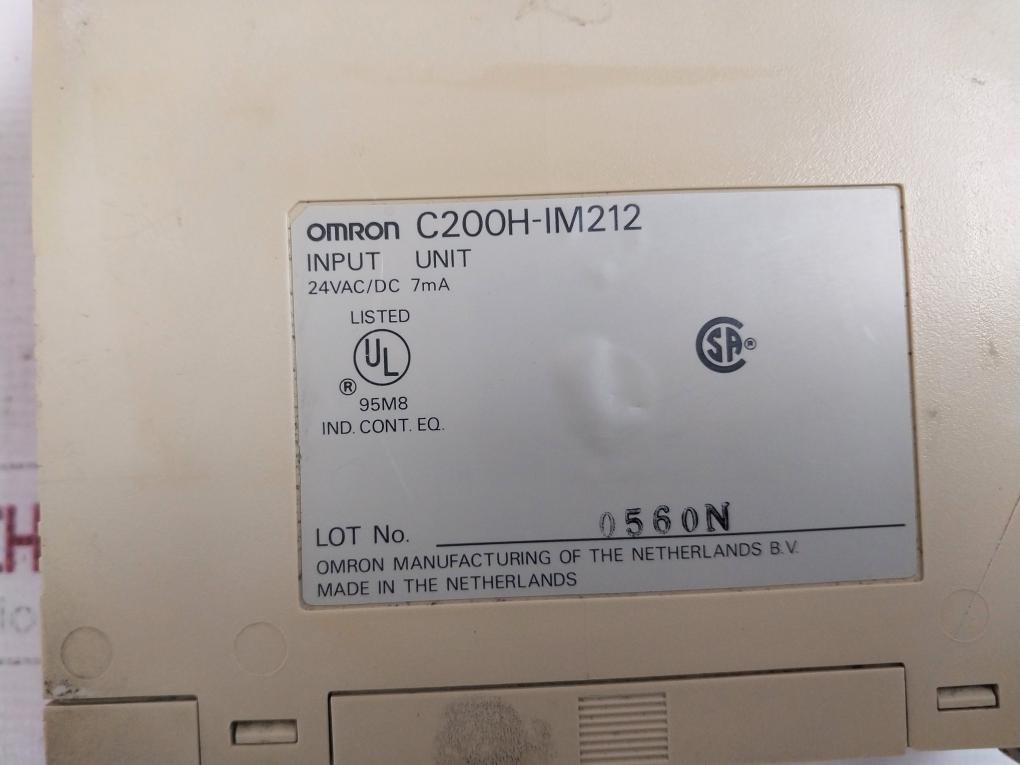 OMRON C200H-IM212
INPUT UNIT
24VAC/DC 7mA
LISTED
UL
®
95M8
IND. CONT. EQ.
SA®
LOT No. 0560N
OMRON MANUFACTURING OF THE NETHERLANDS B.V.
MADE IN THE NETHERLANDS